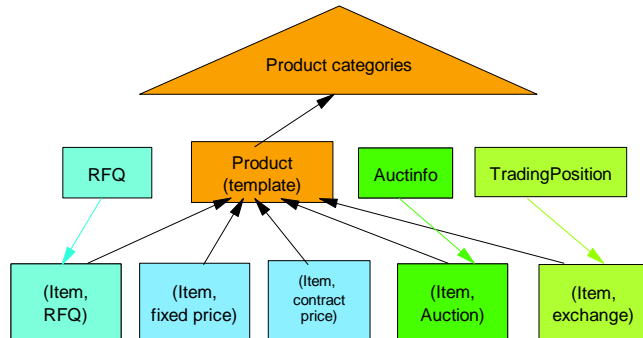 Product categories
RFQ
Product
(template)
Auctinfo
TradingPosition
(Item,
RFQ)
(Item,
fixed price)
(Item,
contract
price)
(Item,
Auction)
(Item,
exchange)